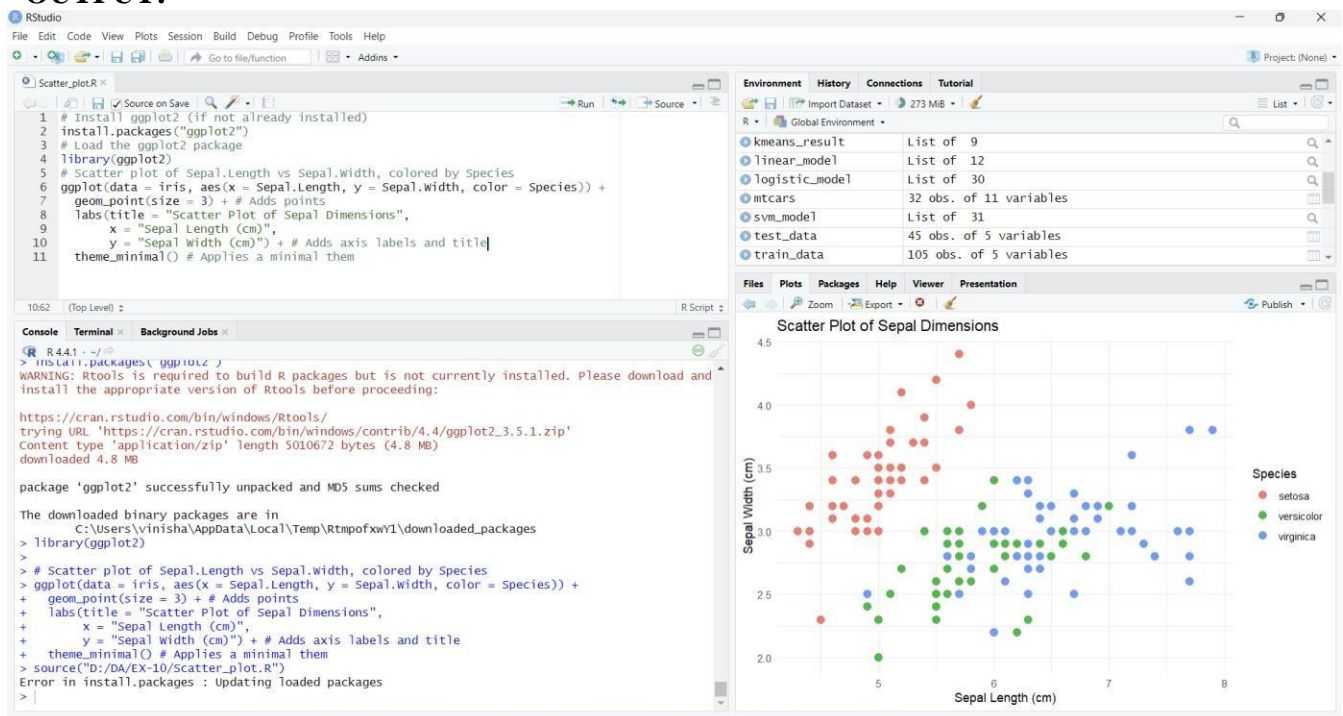 OUTPUT:
RStudio
File Edit Code View Plots Session Build Debug Profile Tools Help
Go to file/function Addins Project: (None)
Scatter_plot.R
Source on Save Run Source
1 # Install ggplot2 (if not already installed)
2 install.packages("ggplot2")
3 # Load the ggplot2 package
4 library(ggplot2)
5 # Scatter plot of Sepal.Length vs Sepal.Width, colored by Species
6 ggplot(data = iris, aes(x = Sepal.Length, y = Sepal.Width, color = Species)) +
7 geom_point(size = 3) + # Adds points
8 labs(title = "Scatter Plot of Sepal Dimensions",
9 x = "Sepal Length (cm)",
10 y = "Sepal Width (cm)") + # Adds axis labels and title
11 theme_minimal() # Applies a minimal them
10:62 (Top Level) R Script
Console Terminal Background Jobs
R 4.4.1 · ~/
> install.packages("ggplot2")
WARNING: Rtools is required to build R packages but is not currently installed. Please download and
install the appropriate version of Rtools before proceeding:
https://cran.rstudio.com/bin/windows/Rtools/
trying URL 'https://cran.rstudio.com/bin/windows/contrib/4.4/ggplot2_3.5.1.zip'
Content type 'application/zip' length 5010672 bytes (4.8 MB)
downloaded 4.8 MB
package ‘ggplot2’ successfully unpacked and MD5 sums checked
The downloaded binary packages are in
C:\Users\vinisha\AppData\Local\Temp\RtmpofxwY1\downloaded_packages
> library(ggplot2)
>
> # Scatter plot of Sepal.Length vs Sepal.Width, colored by Species
> ggplot(data = iris, aes(x = Sepal.Length, y = Sepal.Width, color = Species)) +
+ geom_point(size = 3) + # Adds points
+ labs(title = "Scatter Plot of Sepal Dimensions",
+ x = "Sepal Length (cm)",
+ y = "Sepal Width (cm)") + # Adds axis labels and title
+ theme_minimal() # Applies a minimal them
> source("D:/DA/EX-10/Scatter_plot.R")
Error in install.packages : Updating loaded packages
>
Environment History Connections Tutorial
Import Dataset 273 MiB List
R Global Environment
kmeans_result List of 9
linear_model List of 12
logistic_model List of 30
mtcars 32 obs. of 11 variables
svm_model List of 31
test_data 45 obs. of 5 variables
train_data 105 obs. of 5 variables
Files Plots Packages Help Viewer Presentation
Zoom Export Publish
Scatter Plot of Sepal Dimensions
4.5
4.0
3.5
3.0
2.5
2.0
Sepal Width (cm)
5 6 7 8
Sepal Length (cm)
Species
setosa
versicolor
virginica